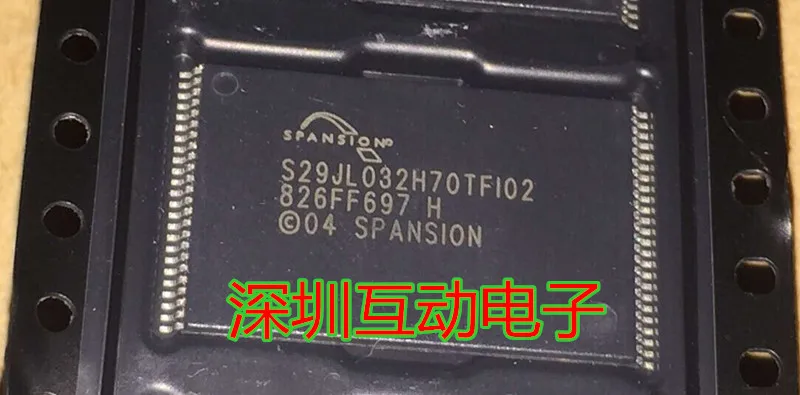 SPANSION
S29JL032H70TFI02
826FF697 H
©04 SPANSION
深圳互动电子